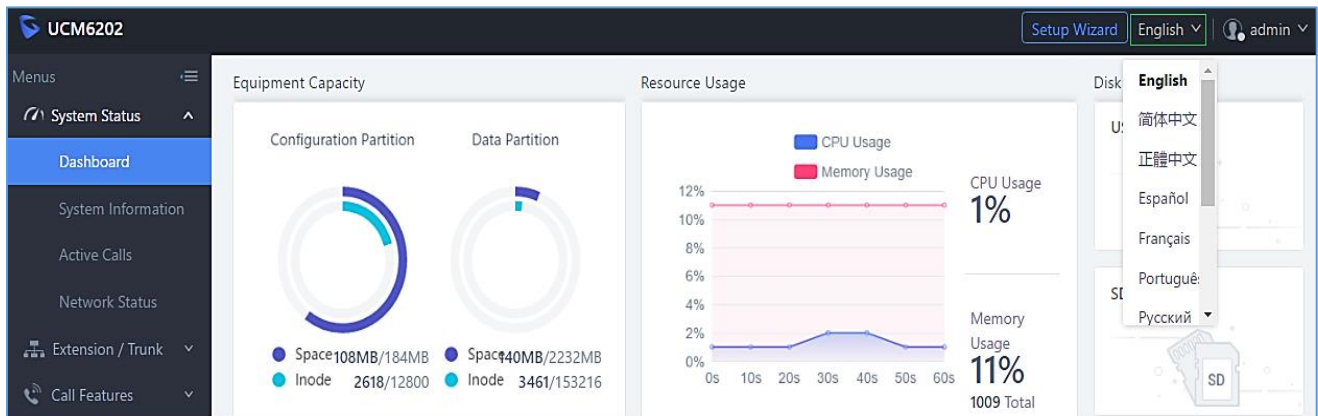 UCM6202
Setup Wizard
English
admin
Menus
System Status
Dashboard
System Information
Active Calls
Network Status
Extension / Trunk
Call Features
Equipment Capacity
Configuration Partition
Data Partition
Space 108MB/184MB
Inode 2618/12800
Space 140MB/2232MB
Inode 3461/153216
Resource Usage
CPU Usage
Memory Usage
12%
10%
8%
6%
4%
2%
0%
0s 10s 20s 30s 40s 50s 60s
CPU Usage
1%
Memory
Usage
11%
1009 Total
Disk
SD
English
简体中文
正體中文
Español
Français
Русский